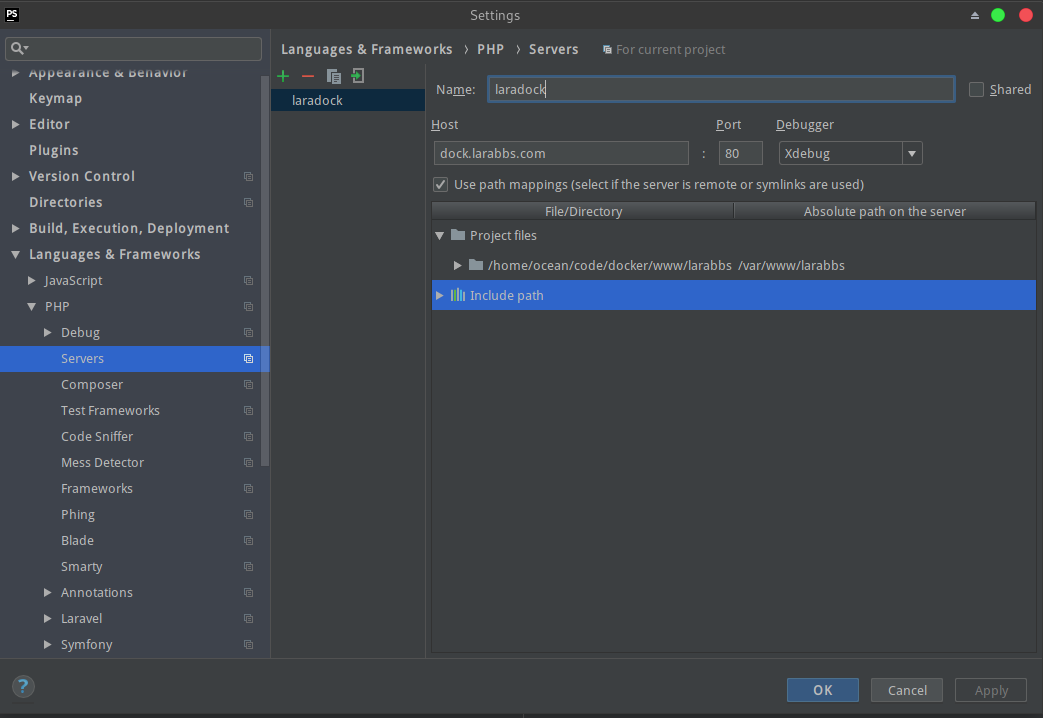 PS
Settings
Languages & Frameworks › PHP › Servers For current project
Appearance & Behavior
Keymap
Editor
Plugins
Version Control
Directories
Build, Execution, Deployment
Languages & Frameworks
JavaScript
PHP
Debug
Servers
Composer
Test Frameworks
Code Sniffer
Mess Detector
Frameworks
Phing
Blade
Smarty
Annotations
Laravel
Symfony
laradock
Name: laradock Shared
Host Port Debugger
dock.larabbs.com : 80 Xdebug
Use path mappings (select if the server is remote or symlinks are used)
File/Directory Absolute path on the server
Project files
/home/ocean/code/docker/www/larabbs /var/www/larabbs
Include path
? OK Cancel Apply